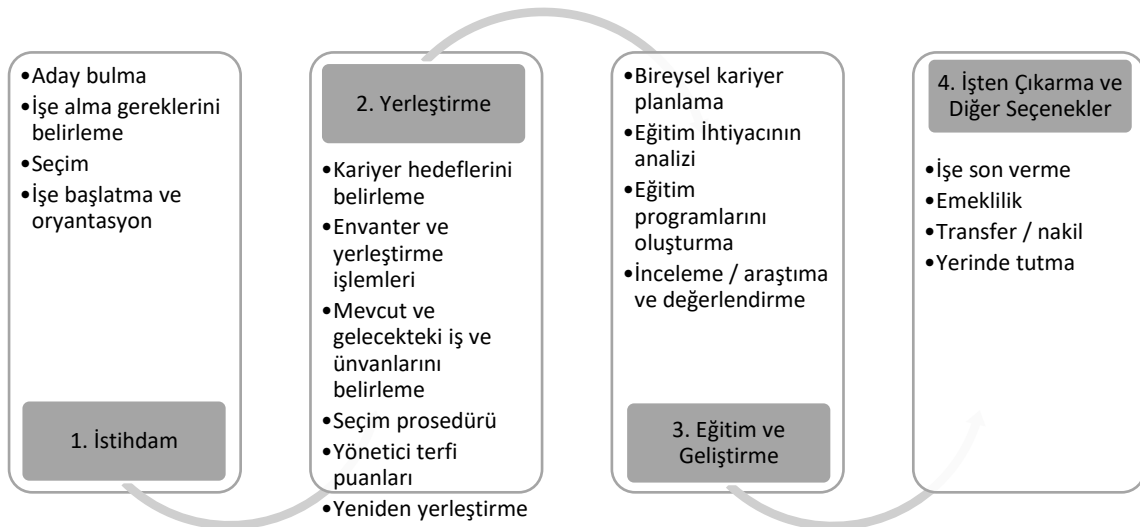 •Aday bulma
•İşe alma gereklerini
belirleme
•Seçim
•İşe başlatma ve
oryantasyon
1. İstihdam
2. Yerleştirme
•Kariyer hedeflerini
belirleme
•Envanter ve
yerleştirme
işlemleri
•Mevcut ve
gelecekteki iş ve
ünvanlarını
belirleme
•Seçim prosedürü
•Yönetici terfi
puanları
•Yeniden yerleştirme
•Bireysel kariyer
planlama
•Eğitim İhtiyacının
analizi
•Eğitim
programlarını
oluşturma
•İnceleme / araştıma
ve değerlendirme
3. Eğitim ve
Geliştirme
4. İşten Çıkarma ve
Diğer Seçenekler
•İşe son verme
•Emeklilik
•Transfer / nakil
•Yerinde tutma